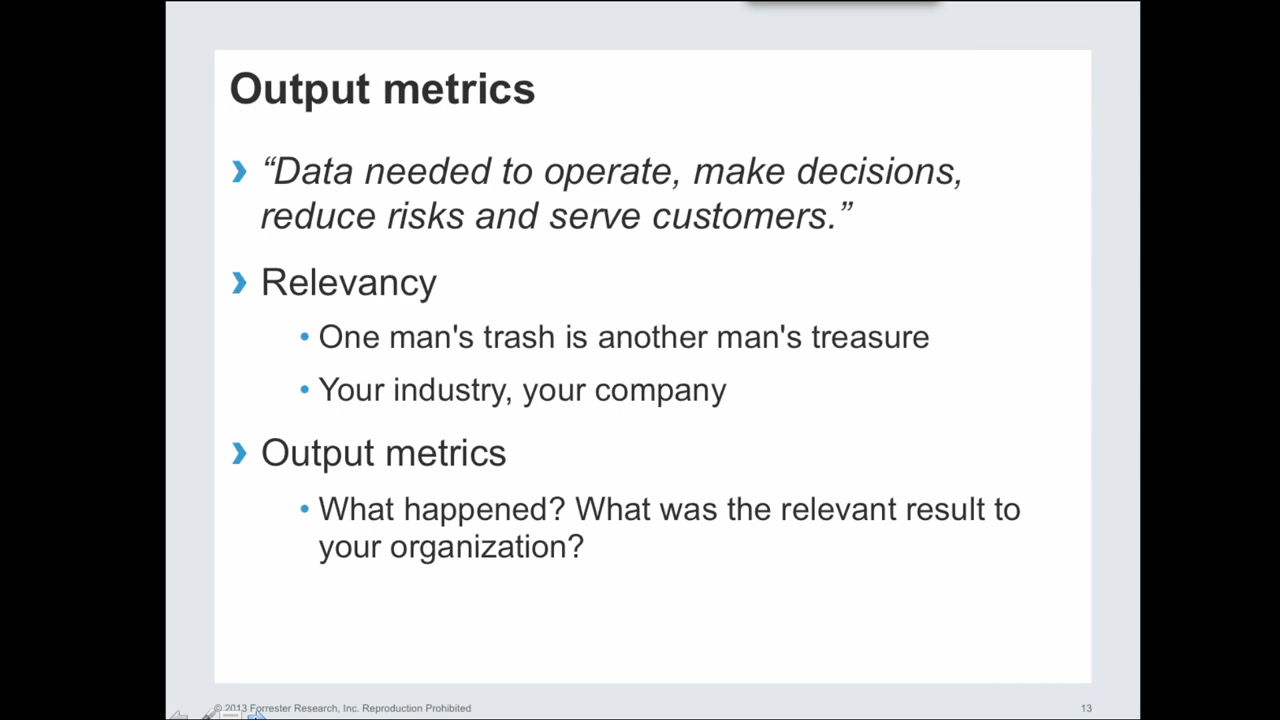 Output metrics
“Data needed to operate, make decisions,
reduce risks and serve customers.”
Relevancy
One man's trash is another man's treasure
Your industry, your company
Output metrics
What happened? What was the relevant result to
your organization?
© 2013 Forrester Research, Inc. Reproduction Prohibited
13